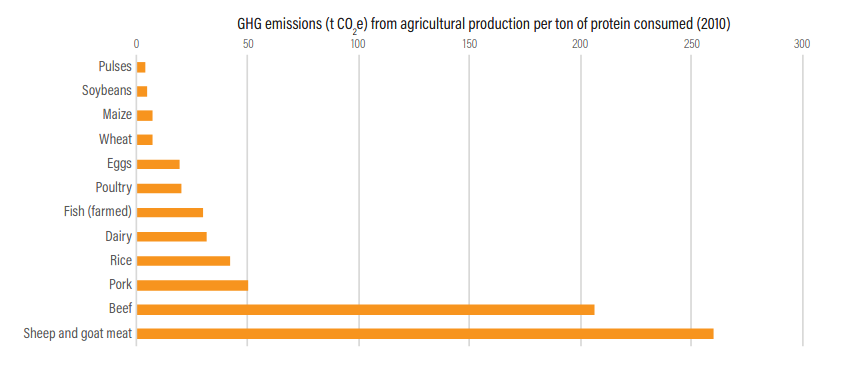 GHG emissions (t CO₂e) from agricultural production per ton of protein consumed (2010)
0 50 100 150 200 250 300
Pulses
Soybeans
Maize
Wheat
Eggs
Poultry
Fish (farmed)
Dairy
Rice
Pork
Beef
Sheep and goat meat